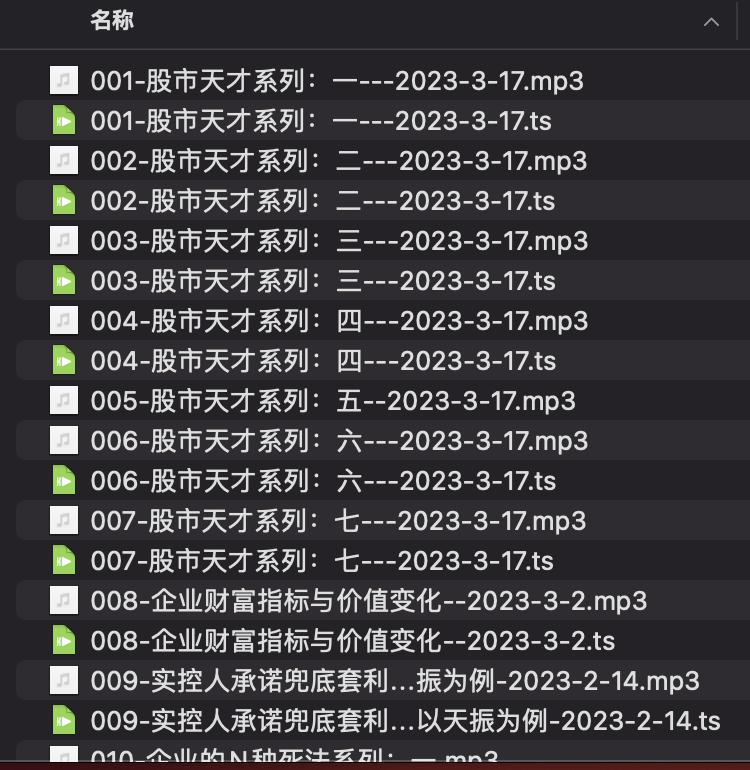 名称
001-股市天才系列：一---2023-3-17.mp3
001-股市天才系列：一---2023-3-17.ts
002-股市天才系列：二---2023-3-17.mp3
002-股市天才系列：二---2023-3-17.ts
003-股市天才系列：三---2023-3-17.mp3
003-股市天才系列：三---2023-3-17.ts
004-股市天才系列：四---2023-3-17.mp3
004-股市天才系列：四---2023-3-17.ts
005-股市天才系列：五--2023-3-17.mp3
006-股市天才系列：六---2023-3-17.mp3
006-股市天才系列：六---2023-3-17.ts
007-股市天才系列：七---2023-3-17.mp3
007-股市天才系列：七---2023-3-17.ts
008-企业财富指标与价值变化--2023-3-2.mp3
008-企业财富指标与价值变化--2023-3-2.ts
009-实控人承诺兜底套利...振为例-2023-2-14.mp3
009-实控人承诺兜底套利...以天振为例-2023-2-14.ts
010-企业的N种死法系列：一.mp3